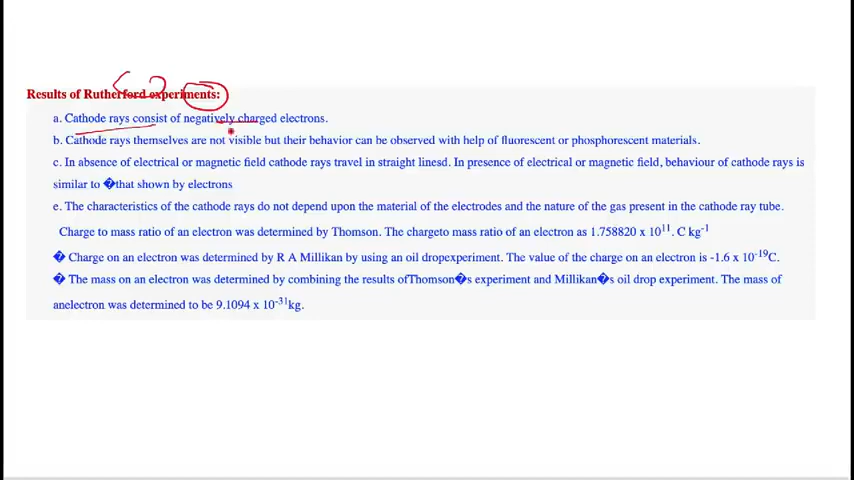 Results of Rutherford experiments:
a. Cathode rays consist of negatively charged electrons.
b. Cathode rays themselves are not visible but their behavior can be observed with help of fluorescent or phosphorescent materials.
c. In absence of electrical or magnetic field cathode rays travel in straight linesd. In presence of electrical or magnetic field, behaviour of cathode rays is
similar to �that shown by electrons
e. The characteristics of the cathode rays do not depend upon the material of the electrodes and the nature of the gas present in the cathode ray tube.
Charge to mass ratio of an electron was determined by Thomson. The chargeto mass ratio of an electron as 1.758820 x 10¹¹. C kg⁻¹
� Charge on an electron was determined by R A Millikan by using an oil dropexperiment. The value of the charge on an electron is -1.6 x 10⁻¹⁹C.
� The mass on an electron was determined by combining the results ofThomson�s experiment and Millikan�s oil drop experiment. The mass of
anelectron was determined to be 9.1094 x 10⁻³¹kg.